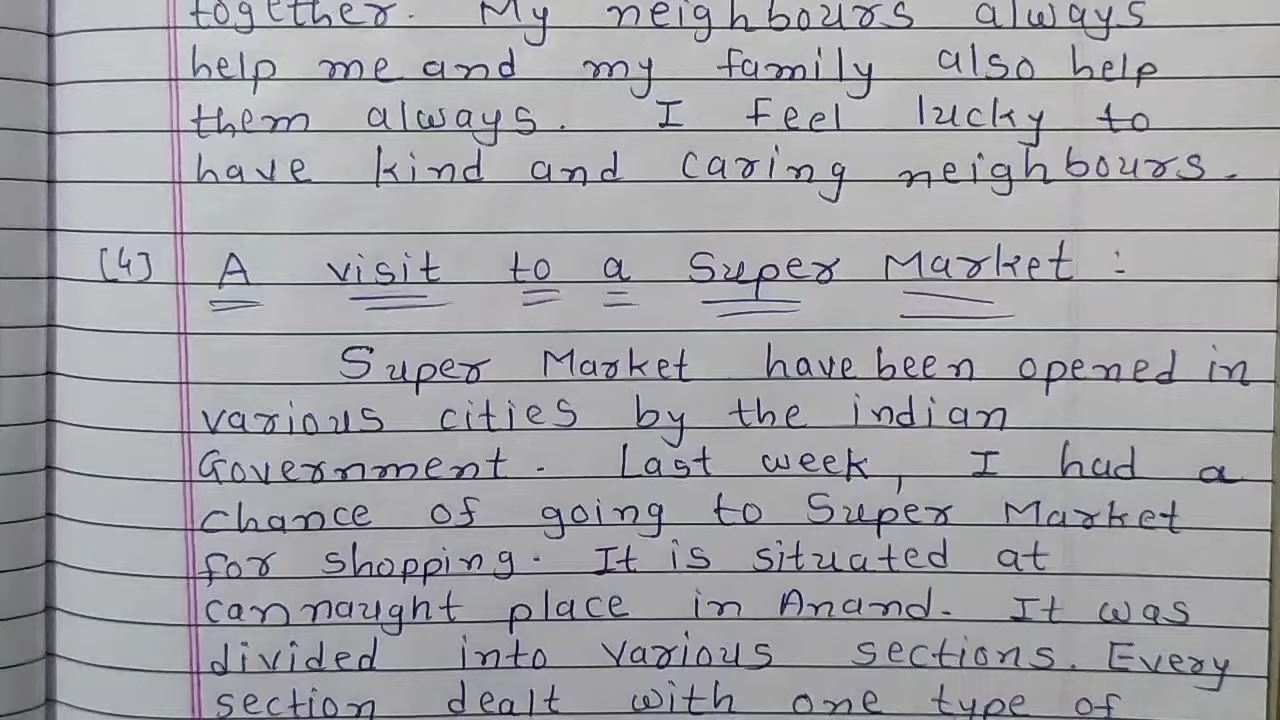 together. My neighbours always
help me and my family also help
them always. I feel lucky to
have kind and caring neighbours.
(4) A visit to a Super Market :
Super Market have been opened in
various cities by the indian
Government. Last week, I had a
chance of going to Super Market
for shopping. It is situated at
cannaught place in Anand. It was
divided into various sections. Every
section dealt with one type of